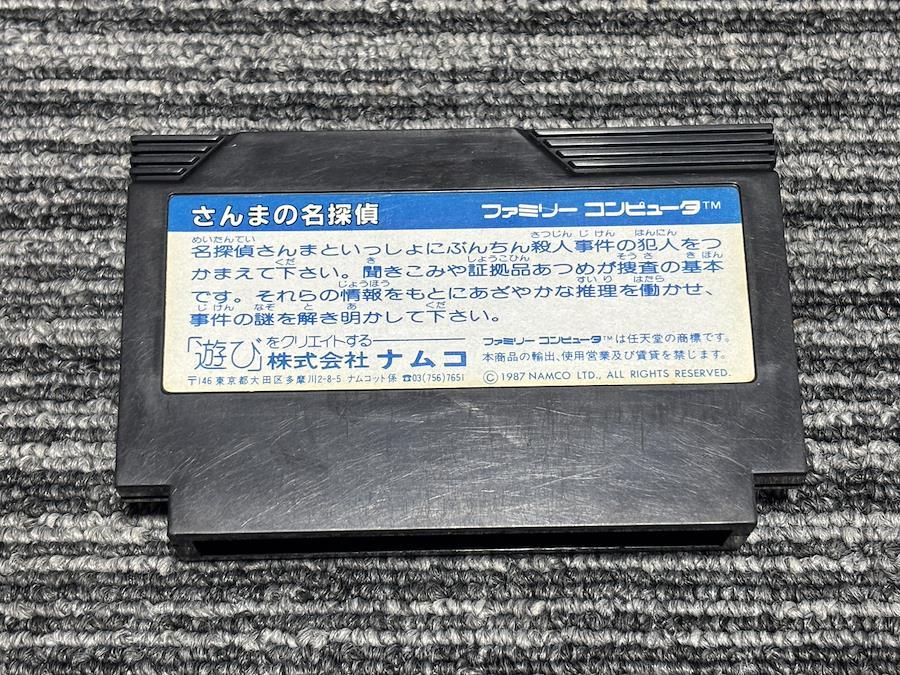 さんまの名探偵 ファミリー コンピュータ™
めいたんてい さつじん じ けん はんにん
名探偵さんまといっしょにぶんちん殺人事件の犯人をつ
くだ き しょうこひん そう さ き ほん
かまえて下さい。聞きこみや証拠品あつめが捜査の基本
じょうほう すい り はたら
です。それらの情報をもとにあざやかな推理を働かせ、
じ けん なぞ と あ くだ
事件の謎を解き明かして下さい。
「遊び」をクリエイトする
株式会社 ナムコ
〒146 東京都大田区多摩川2-8-5 ナムコット係 ☎03(756)7651
ファミリー コンピュータ™は任天堂の商標です。
本商品の輸出、使用営業及び賃貸を禁じます。
©1987 NAMCO LTD., ALL RIGHTS RESERVED.